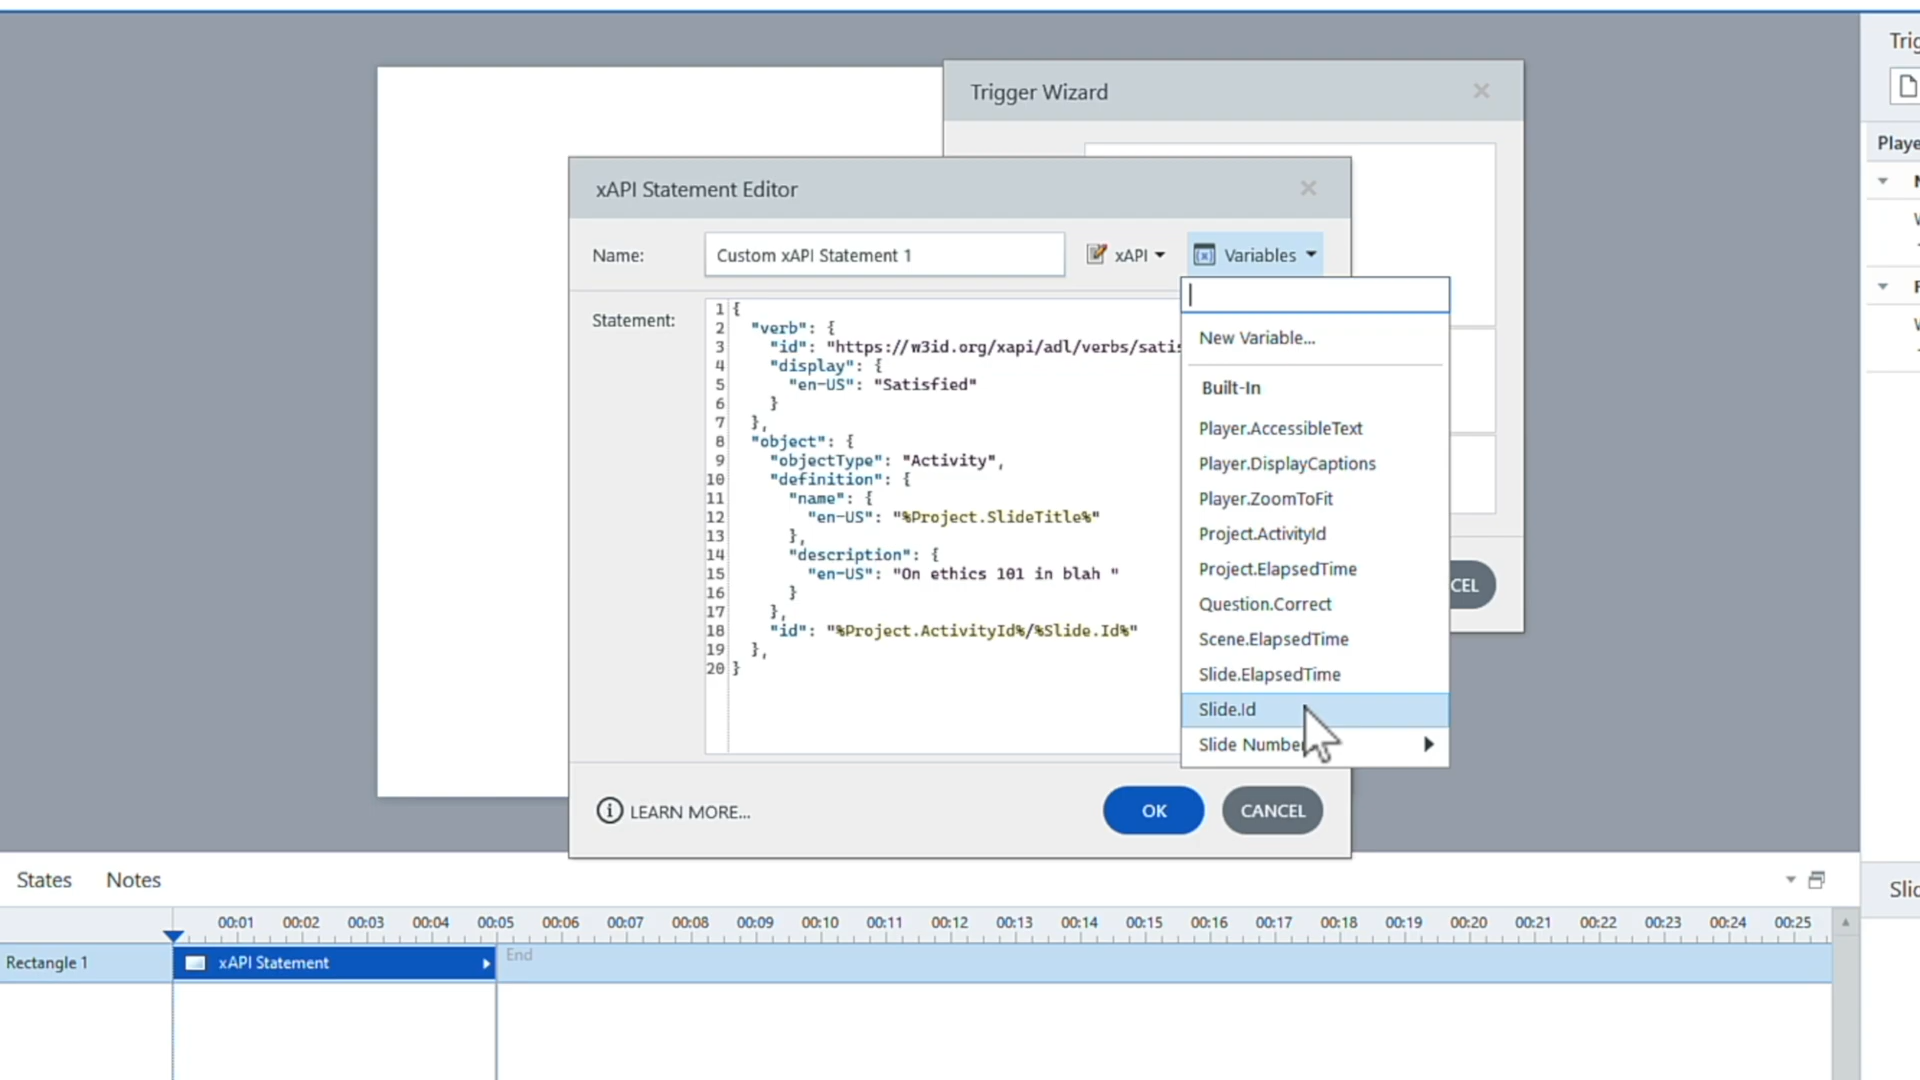 Trig
Trigger Wizard
Playe
xAPI Statement Editor
Name:
Custom xAPI Statement 1
xAPI
Variables
New Variable...
Built-In
Player.AccessibleText
Player.DisplayCaptions
Player.ZoomToFit
Project.ActivityId
Project.ElapsedTime
Question.Correct
Scene.ElapsedTime
Slide.ElapsedTime
Slide.Id
Slide Number
Statement:
1 {
2 "verb": {
3 "id": "https://w3id.org/xapi/adl/verbs/satis
4 "display": {
5 "en-US": "Satisfied"
6 }
7 },
8 "object": {
9 "objectType": "Activity",
10 "definition": {
11 "name": {
12 "en-US": "%Project.SlideTitle%"
13 },
14 "description": {
15 "en-US": "On ethics 101 in blah "
16 }
17 },
18 "id": "%Project.ActivityId%/%Slide.Id%"
19 },
20 }
CEL
LEARN MORE...
OK
CANCEL
States Notes
Slid
00:01 00:02 00:03 00:04 00:05 00:06 00:07 00:08 00:09 00:10 00:11 00:12 00:13 00:14 00:15 00:16 00:17 00:18 00:19 00:20 00:21 00:22 00:23 00:24 00:25
Rectangle 1
xAPI Statement
End